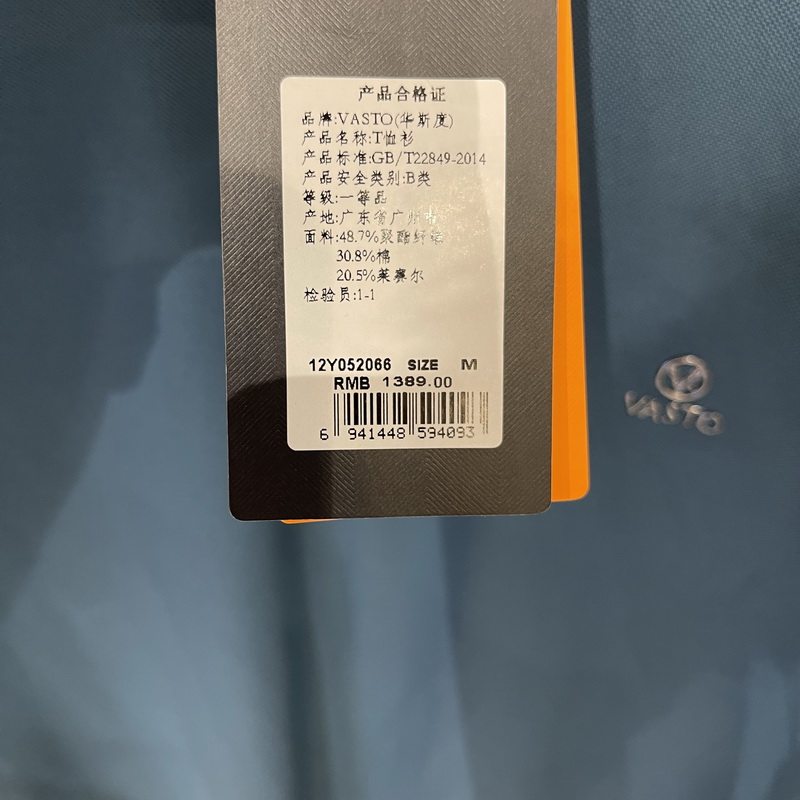 产品合格证
品牌:VASTO(华斯度)
产品名称:T恤衫
产品标准:GB/T22849-2014
产品安全类别:B类
等级:一等品
产地:广东省广州市
面料:48.7%聚酯纤维
30.8%棉
20.5%莱赛尔
检验员:1-1
12Y052066 SIZE M
RMB 1389.00
6 941448 594093
VASTO